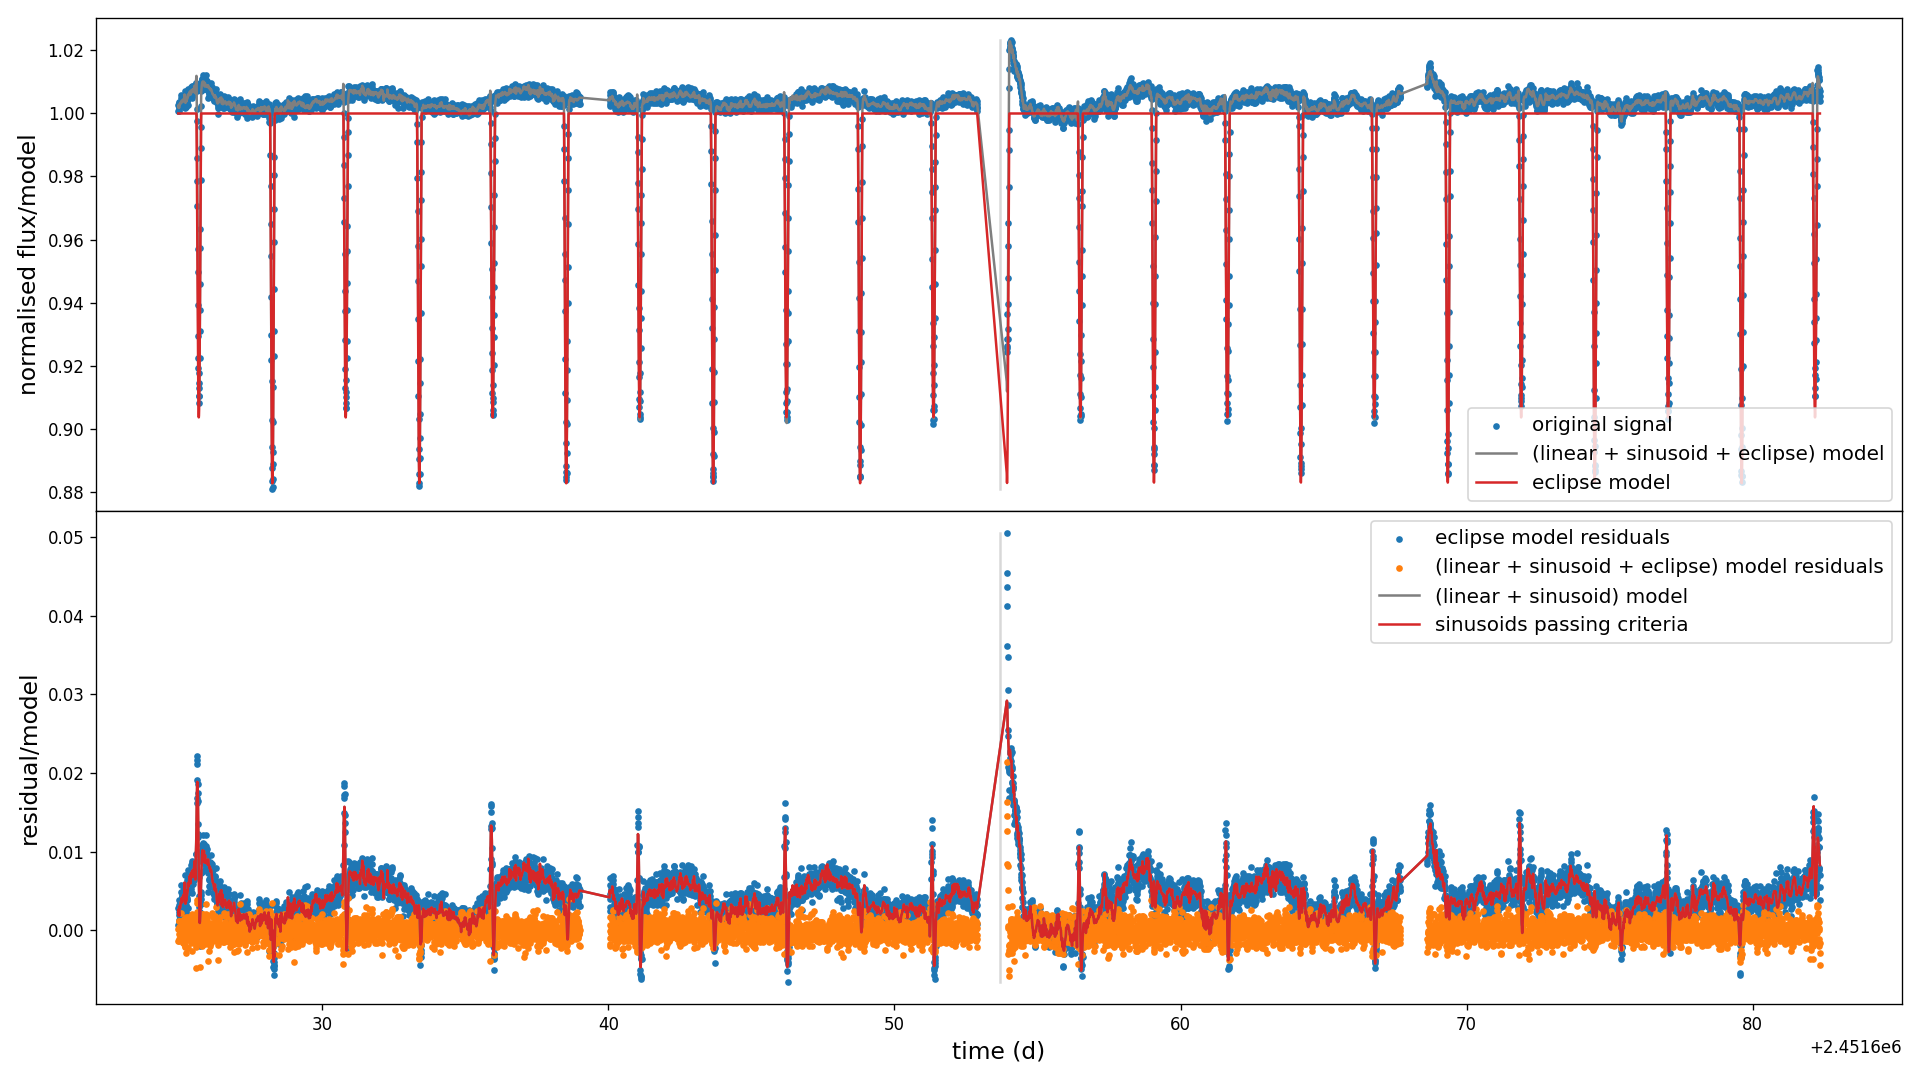 1.02
1.00
0.98
0.96
0.94
0.92
0.90
0.88
normalised flux/model
original signal
(linear + sinusoid + eclipse) model
eclipse model
0.05
0.04
0.03
0.02
0.01
0.00
residual/model
eclipse model residuals
(linear + sinusoid + eclipse) model residuals
(linear + sinusoid) model
sinusoids passing criteria
30 40 50 60 70 80
time (d)
+2.4516e6